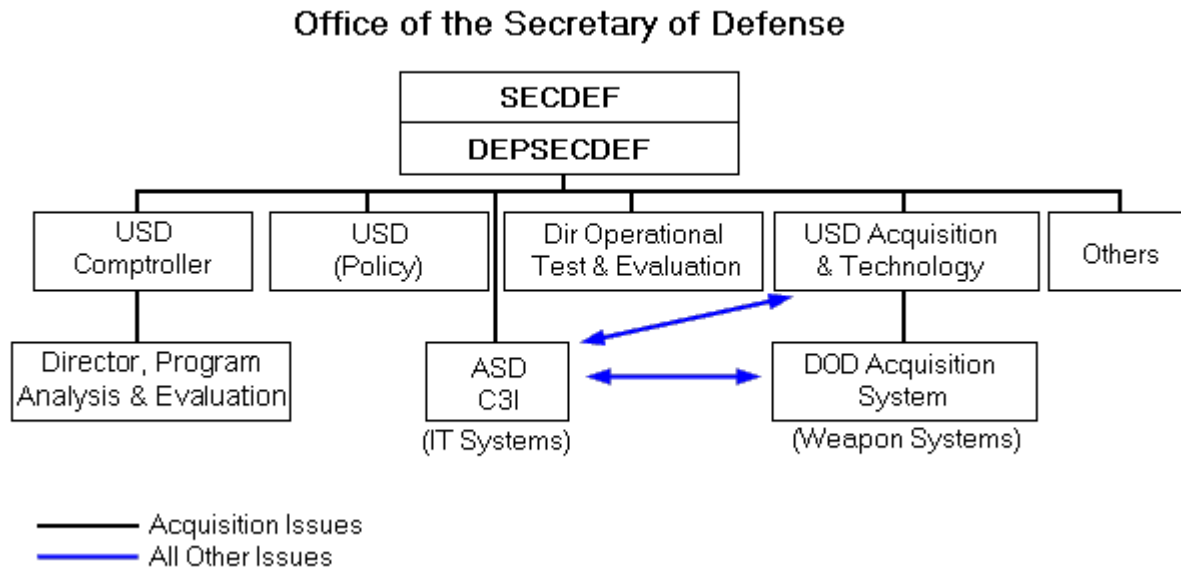 Office of the Secretary of Defense
SECDEF
DEPSECDEF
USD
Comptroller
USD
(Policy)
Dir Operational
Test & Evaluation
USD Acquisition
& Technology
Others
Director, Program
Analysis & Evaluation
ASD
C3I
(IT Systems)
DOD Acquisition
System
(Weapon Systems)
Acquisition Issues
All Other Issues